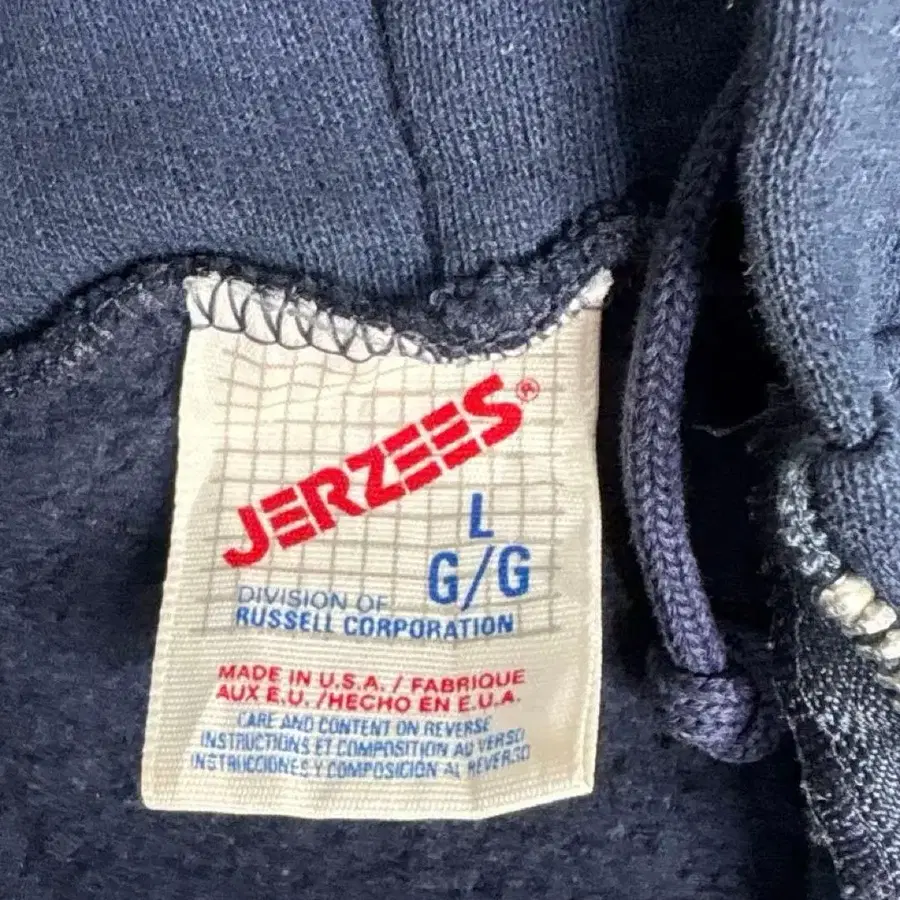 JERZEES®
L
G/G
DIVISION OF
RUSSELL CORPORATION
MADE IN U.S.A. / FABRIQUE
AUX E.U. /HECHO EN E.U.A.
CARE AND CONTENT ON REVERSE
INSTRUCTIONS ET COMPOSITION AU VERSO
INSTRUCCIONES Y COMPOSICION AL REVERSO